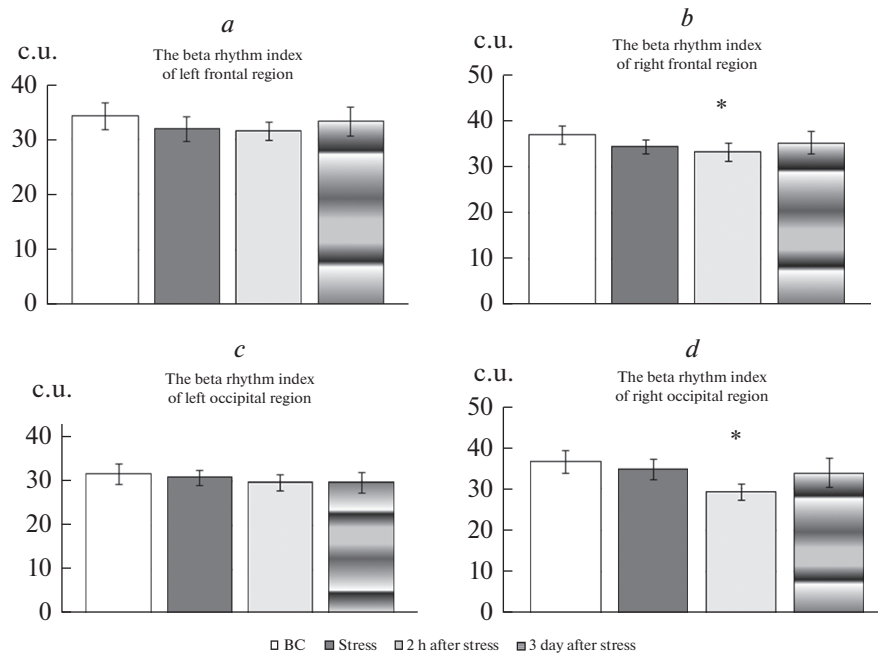 a
The beta rhythm index
of left frontal region
c.u.
40
30
20
10
0
b
The beta rhythm index
of right frontal region
c.u.
50
40
30
20
10
0
*
c
The beta rhythm index
of left occipital region
c.u.
40
30
20
10
0
d
The beta rhythm index
of right occipital region
c.u.
50
40
30
20
10
0
*
BC Stress 2 h after stress 3 day after stress